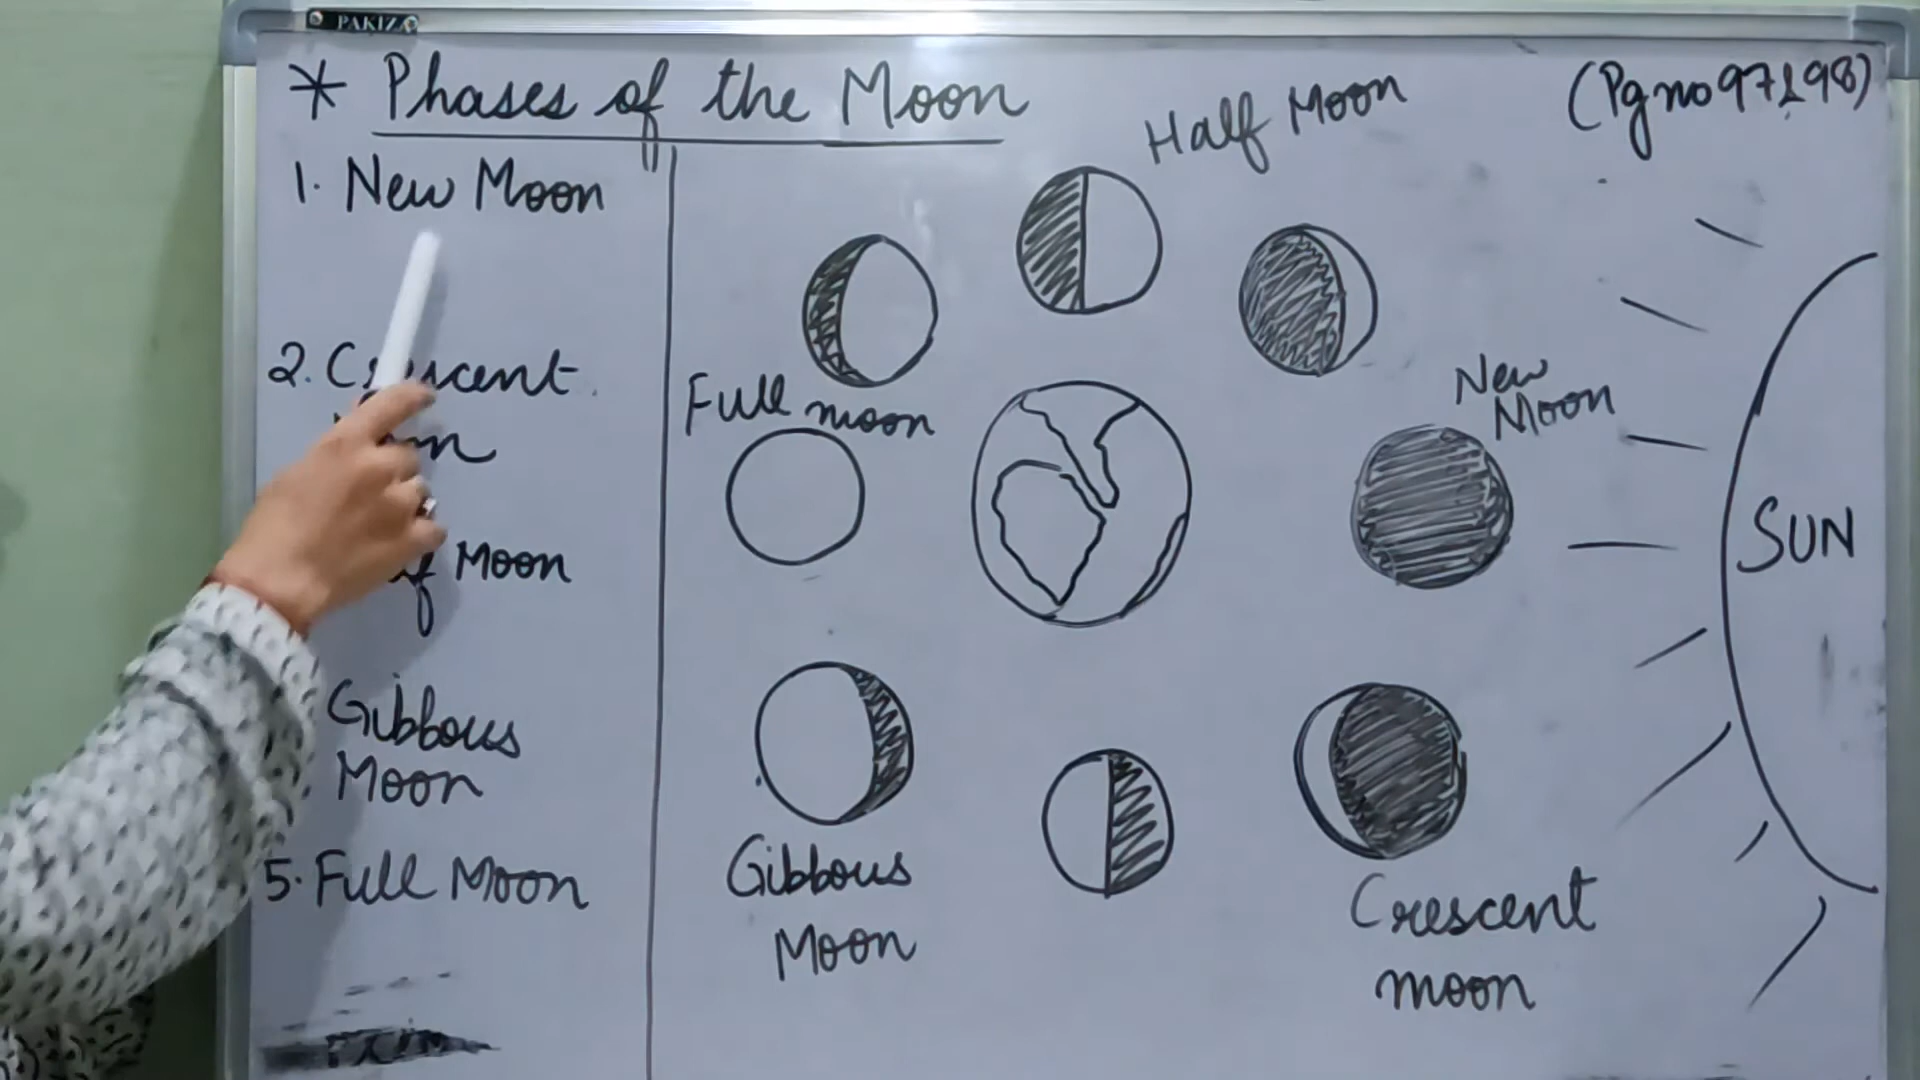 PAKIZA
* Phases of the Moon
(Pg no 97 & 98)
1. New Moon
2. Crescent
Moon
Moon
Gibbous
Moon
5. Full Moon
Half Moon
New
Moon
Full moon
SUN
Gibbous
Moon
Crescent
moon